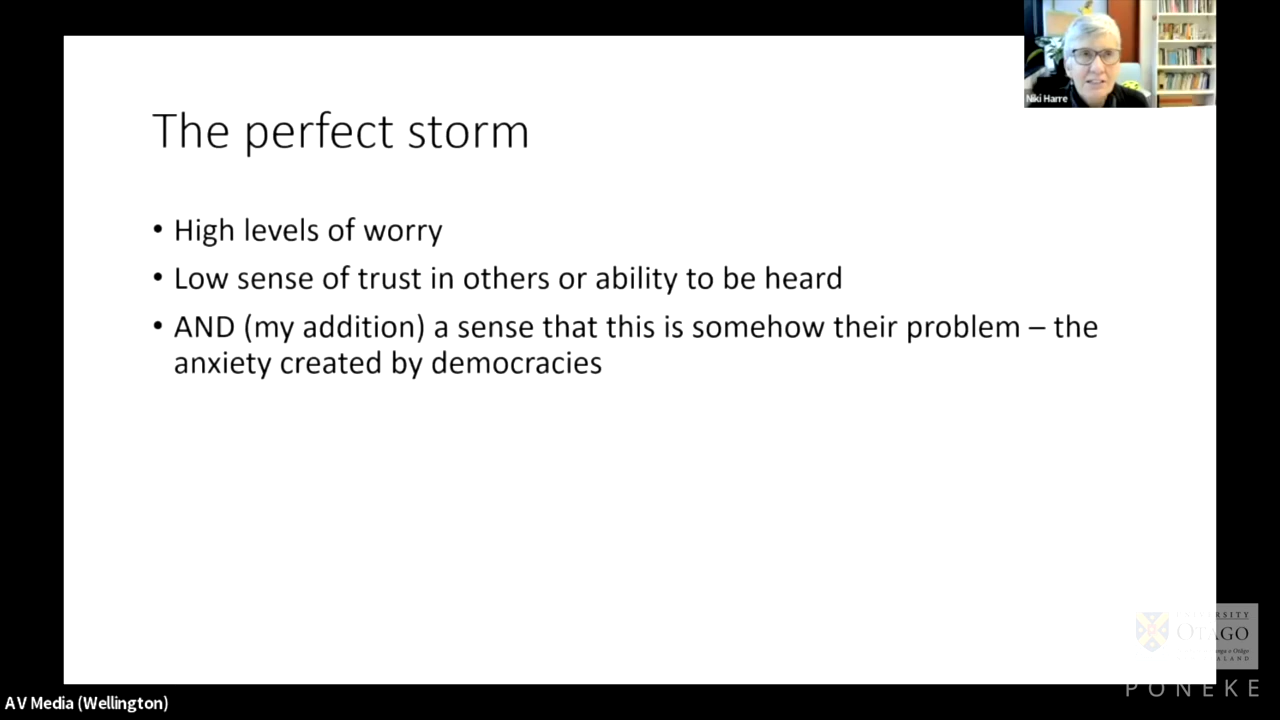 Niki Harre
The perfect storm
• High levels of worry
• Low sense of trust in others or ability to be heard
• AND (my addition) a sense that this is somehow their problem – the
anxiety created by democracies
OTAGO
PONEKE
AV Media (Wellington)